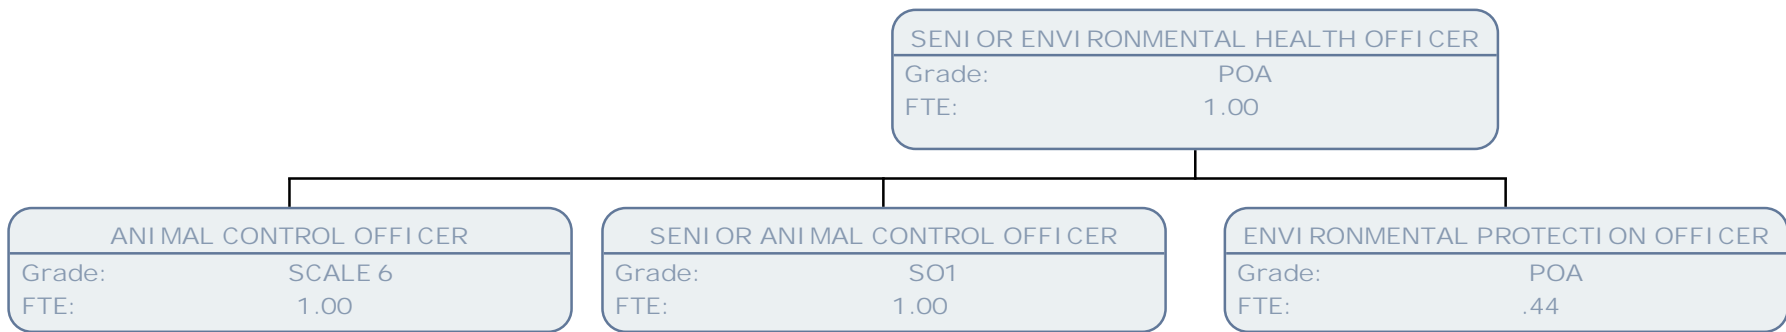 SENIOR ENVIRONMENTAL HEALTH OFFICER
Grade: POA
FTE: 1.00
ANIMAL CONTROL OFFICER
Grade: SCALE 6
FTE: 1.00
SENIOR ANIMAL CONTROL OFFICER
Grade: SO1
FTE: 1.00
ENVIRONMENTAL PROTECTION OFFICER
Grade: POA
FTE: .44